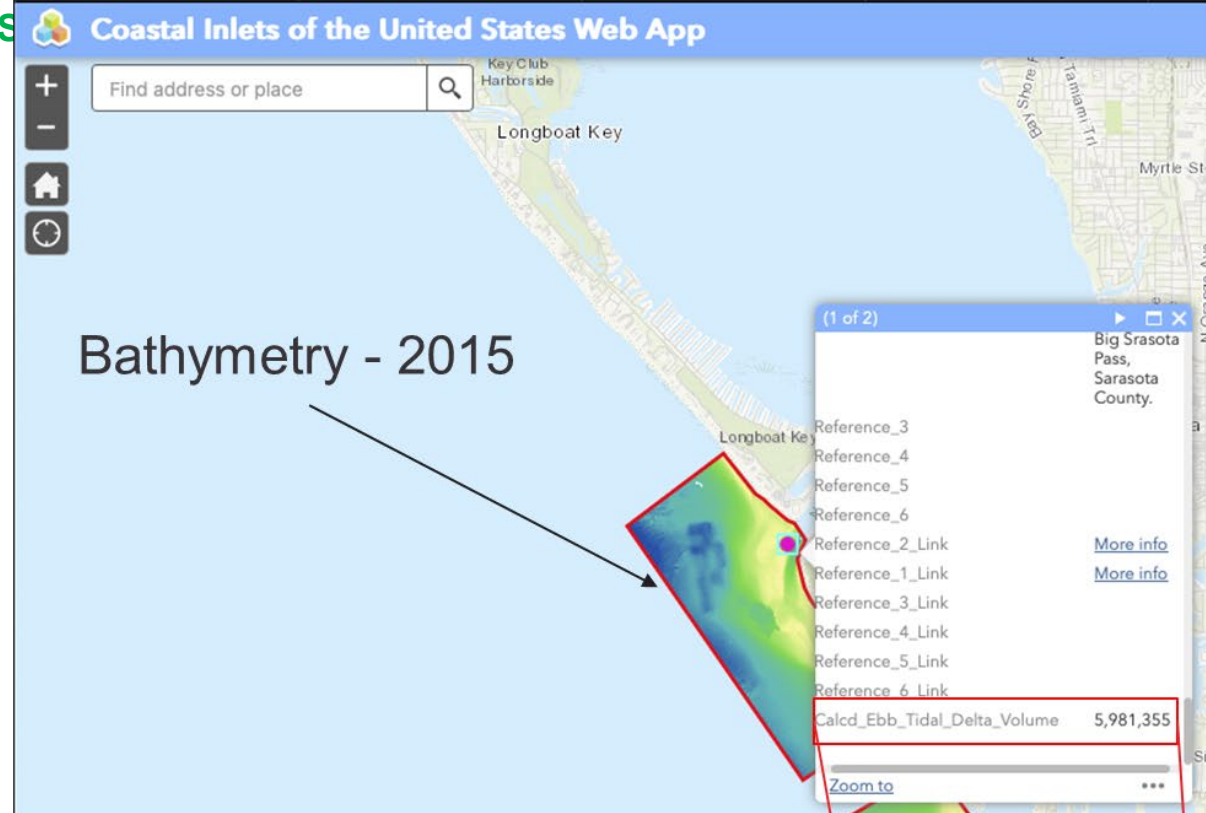 S
Coastal Inlets of the United States Web App
+
Find address or place
−
Key Club
Harborside
Longboat Key
Bay Shore R
Tamiami Trl
Myrtle St
N Orange Ave
Bathymetry - 2015
Longboat Key
(1 of 2)
Big Srasota
Pass,
Sarasota
County.
Reference_3
Reference_4
Reference_5
Reference_6
Reference_2_Link More info
Reference_1_Link More info
Reference_3_Link
Reference_4_Link
Reference_5_Link
Reference_6_Link
Calcd_Ebb_Tidal_Delta_Volume 5,981,355
Zoom to